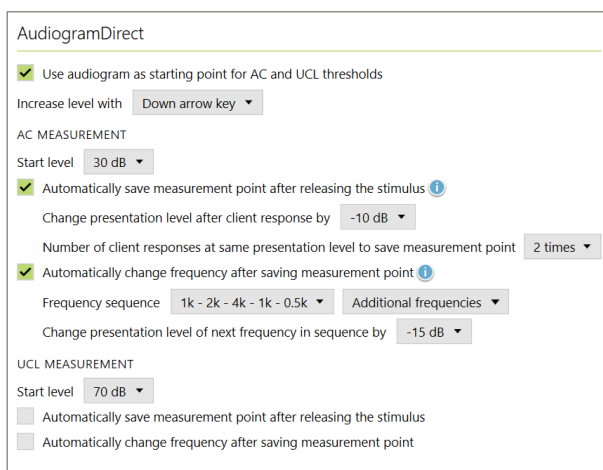 AudiogramDirect
Use audiogram as starting point for AC and UCL thresholds
Increase level with Down arrow key
AC MEASUREMENT
Start level 30 dB
Automatically save measurement point after releasing the stimulus i
Change presentation level after client response by -10 dB
Number of client responses at same presentation level to save measurement point 2 times
Automatically change frequency after saving measurement point i
Frequency sequence 1k - 2k - 4k - 1k - 0.5k Additional frequencies
Change presentation level of next frequency in sequence by -15 dB
UCL MEASUREMENT
Start level 70 dB
Automatically save measurement point after releasing the stimulus
Automatically change frequency after saving measurement point